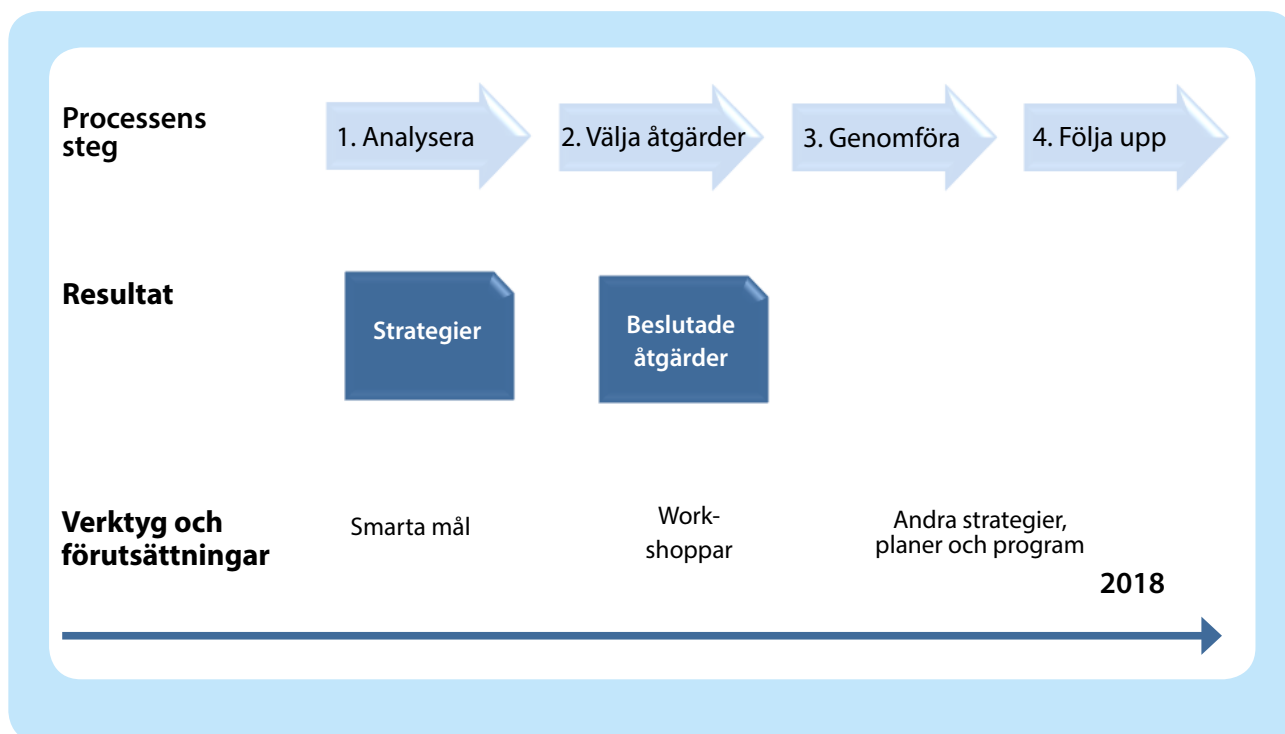 Processens
steg
1. Analysera
2. Välja åtgärder
3. Genomföra
4. Följa upp
Resultat
Strategier
Beslutade
åtgärder
Verktyg och
förutsättningar
Smarta mål
Work-
shoppar
Andra strategier,
planer och program
2018